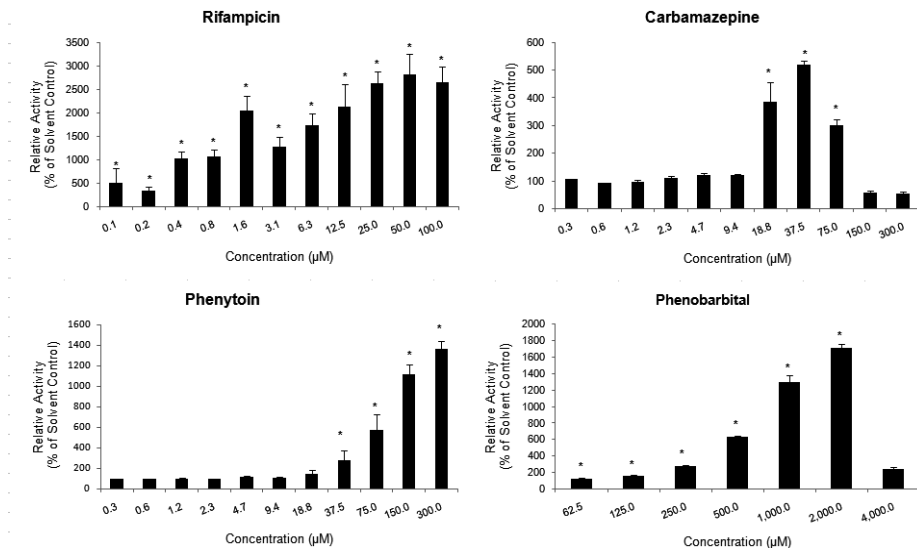 Rifampicin
Relative Activity
(% of Solvent Control)
3500
3000
2500
2000
1500
1000
500
0
* * * * * * * * * * *
0.1 0.2 0.4 0.8 1.6 3.1 6.3 12.5 25.0 50.0 100.0
Concentration (µM)
Carbamazepine
Relative Activity
(% of Solvent Control)
600
500
400
300
200
100
0
* * *
0.3 0.6 1.2 2.3 4.7 9.4 18.8 37.5 75.0 150.0 300.0
Concentration (µM)
Phenytoin
Relative Activity
(% of Solvent Control)
1600
1400
1200
1000
800
600
400
200
0
* * * *
0.3 0.6 1.2 2.3 4.7 9.4 18.8 37.5 75.0 150.0 300.0
Concentration (µM)
Phenobarbital
Relative Activity
(% of Solvent Control)
2000
1800
1600
1400
1200
1000
800
600
400
200
0
* * * * * *
62.5 125.0 250.0 500.0 1,000.0 2,000.0 4,000.0
Concentration (µM)